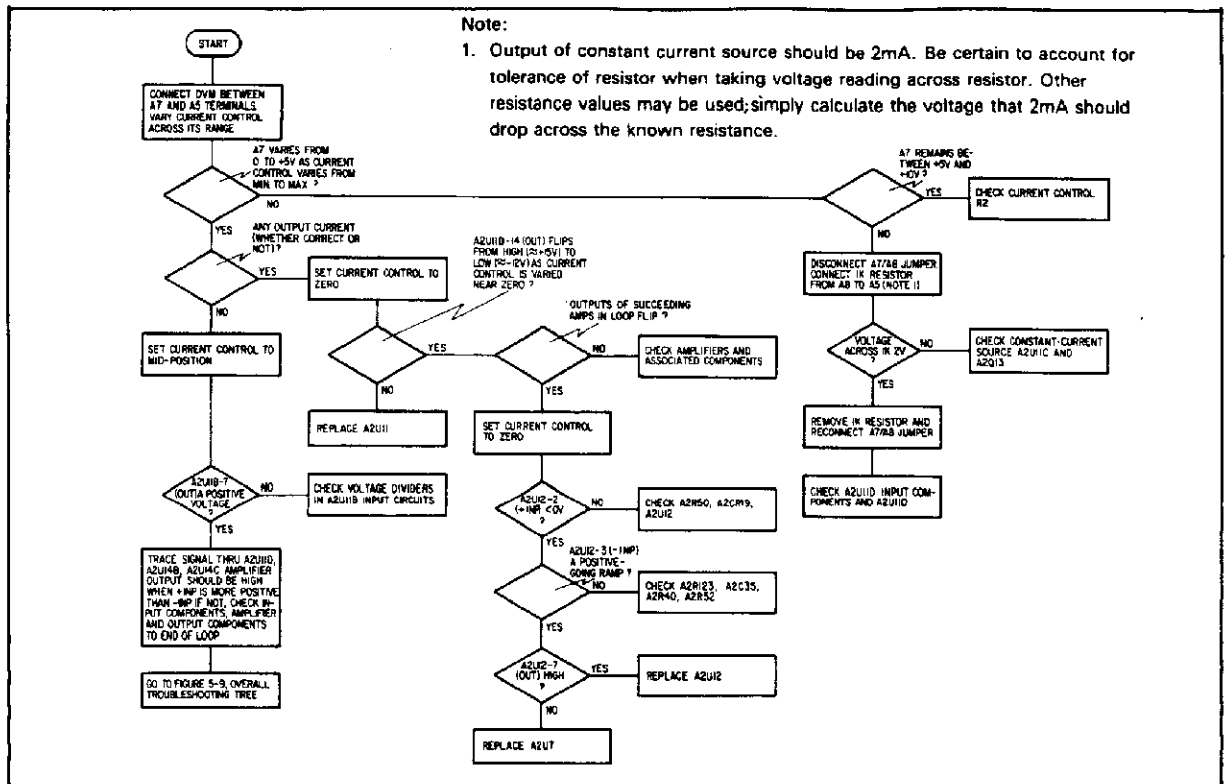 Note:
1. Output of constant current source should be 2mA. Be certain to account for
tolerance of resistor when taking voltage reading across resistor. Other
resistance values may be used;simply calculate the voltage that 2mA should
drop across the known resistance.
START
CONNECT DVM BETWEEN
A7 AND A5 TERMINALS.
VARY CURRENT CONTROL
ACROSS ITS RANGE
A7 VARIES FROM
0 TO +5V AS CURRENT
CONTROL VARIES FROM
MIN TO MAX ?
NO
YES
ANY OUTPUT CURRENT
(WHETHER CORRECT OR
NOT)?
YES
NO
SET CURRENT CONTROL TO
ZERO
SET CURRENT CONTROL TO
MID-POSITION
A2U11B-7
(OUT)A POSITIVE
VOLTAGE
?
NO
CHECK VOLTAGE DIVIDERS
IN A2U11B INPUT CIRCUITS
YES
TRACE SIGNAL THRU A2U11D,
A2U14B, A2U14C AMPLIFIER
OUTPUT SHOULD BE HIGH
WHEN +INP IS MORE POSITIVE
THAN -INP IF NOT, CHECK IN-
PUT COMPONENTS, AMPLIFIER
AND OUTPUT COMPONENTS
TO END OF LOOP
GO TO FIGURE 5-9, OVERALL
TROUBLESHOOTING TREE
A2U11D-14 (OUT) FLIPS
FROM HIGH (≈+5V) TO
LOW (≈-12V) AS CURRENT
CONTROL IS VARIED
NEAR ZERO ?
YES
NO
REPLACE A2U11
OUTPUTS OF SUCCEEDING
AMPS IN LOOP FLIP ?
NO
CHECK AMPLIFIERS AND
ASSOCIATED COMPONENTS
YES
SET CURRENT CONTROL
TO ZERO
A2U12-2
(+INP) <0V
?
NO
CHECK A2R50, A2CR19,
A2U12
YES
A2U12-3 (-INP)
A POSITIVE-
GOING RAMP ?
NO
CHECK A2R123, A2C35,
A2R40, A2R52
YES
A2U12-7
(OUT) HIGH
?
YES
REPLACE A2U12
NO
REPLACE A2U7
A7 REMAINS BE-
TWEEN +5V AND
+10V ?
YES
CHECK CURRENT CONTROL
R2
NO
DISCONNECT A7/A8 JUMPER
CONNECT 1K RESISTOR
FROM A8 TO A5 (NOTE 1)
VOLTAGE
ACROSS 1K 2V
?
NO
CHECK CONSTANT-CURRENT
SOURCE A2U11C AND
A2Q13
YES
REMOVE 1K RESISTOR AND
RECONNECT A7/A8 JUMPER
CHECK A2U11D INPUT COM-
PONENTS AND A2U11D